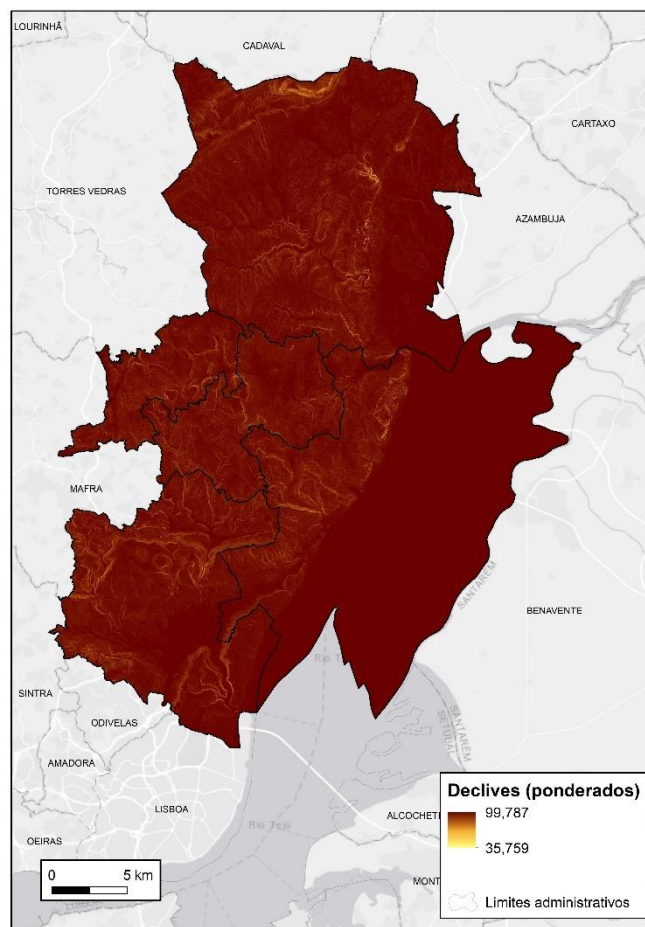 LOURINHÃ
CADAVAL
CARTAXO
TORRES VEDRAS
AZAMBUJA
MAFRA
SANTARÉM
BENAVENTE
Rio Tejo
SINTRA
SANTARÉM
SETÚBAL
ODIVELAS
AMADORA
LISBOA
ALCOCHETE
OEIRAS
Rio Tejo
MONT
0 5 km
Declives (ponderados)
99,787
35,759
Limites administrativos